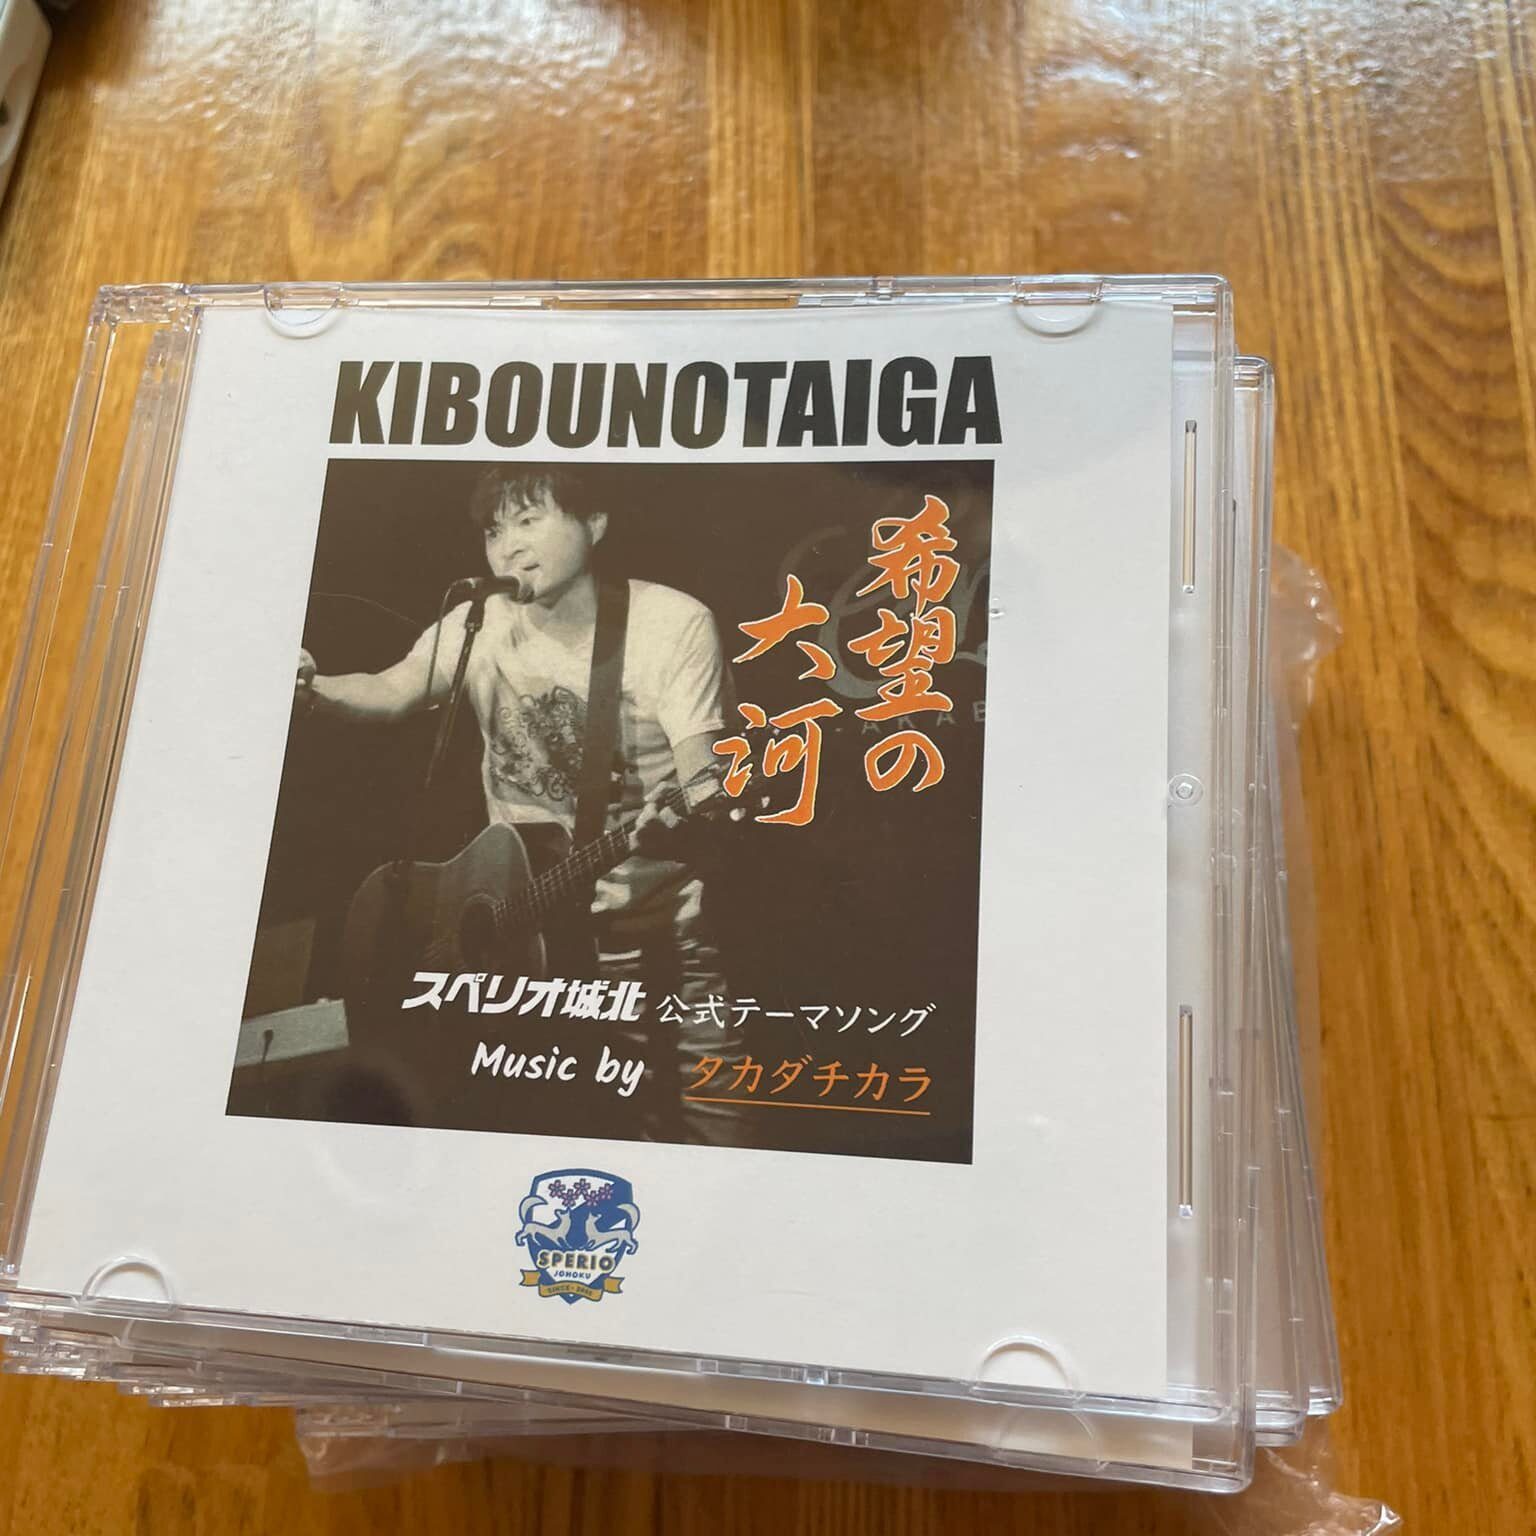 KIBOUNOTAIGA
希望の
大河
スペリオ城北 公式テーマソング
Music by タカダチカラ
SPERIO
JOHOKU